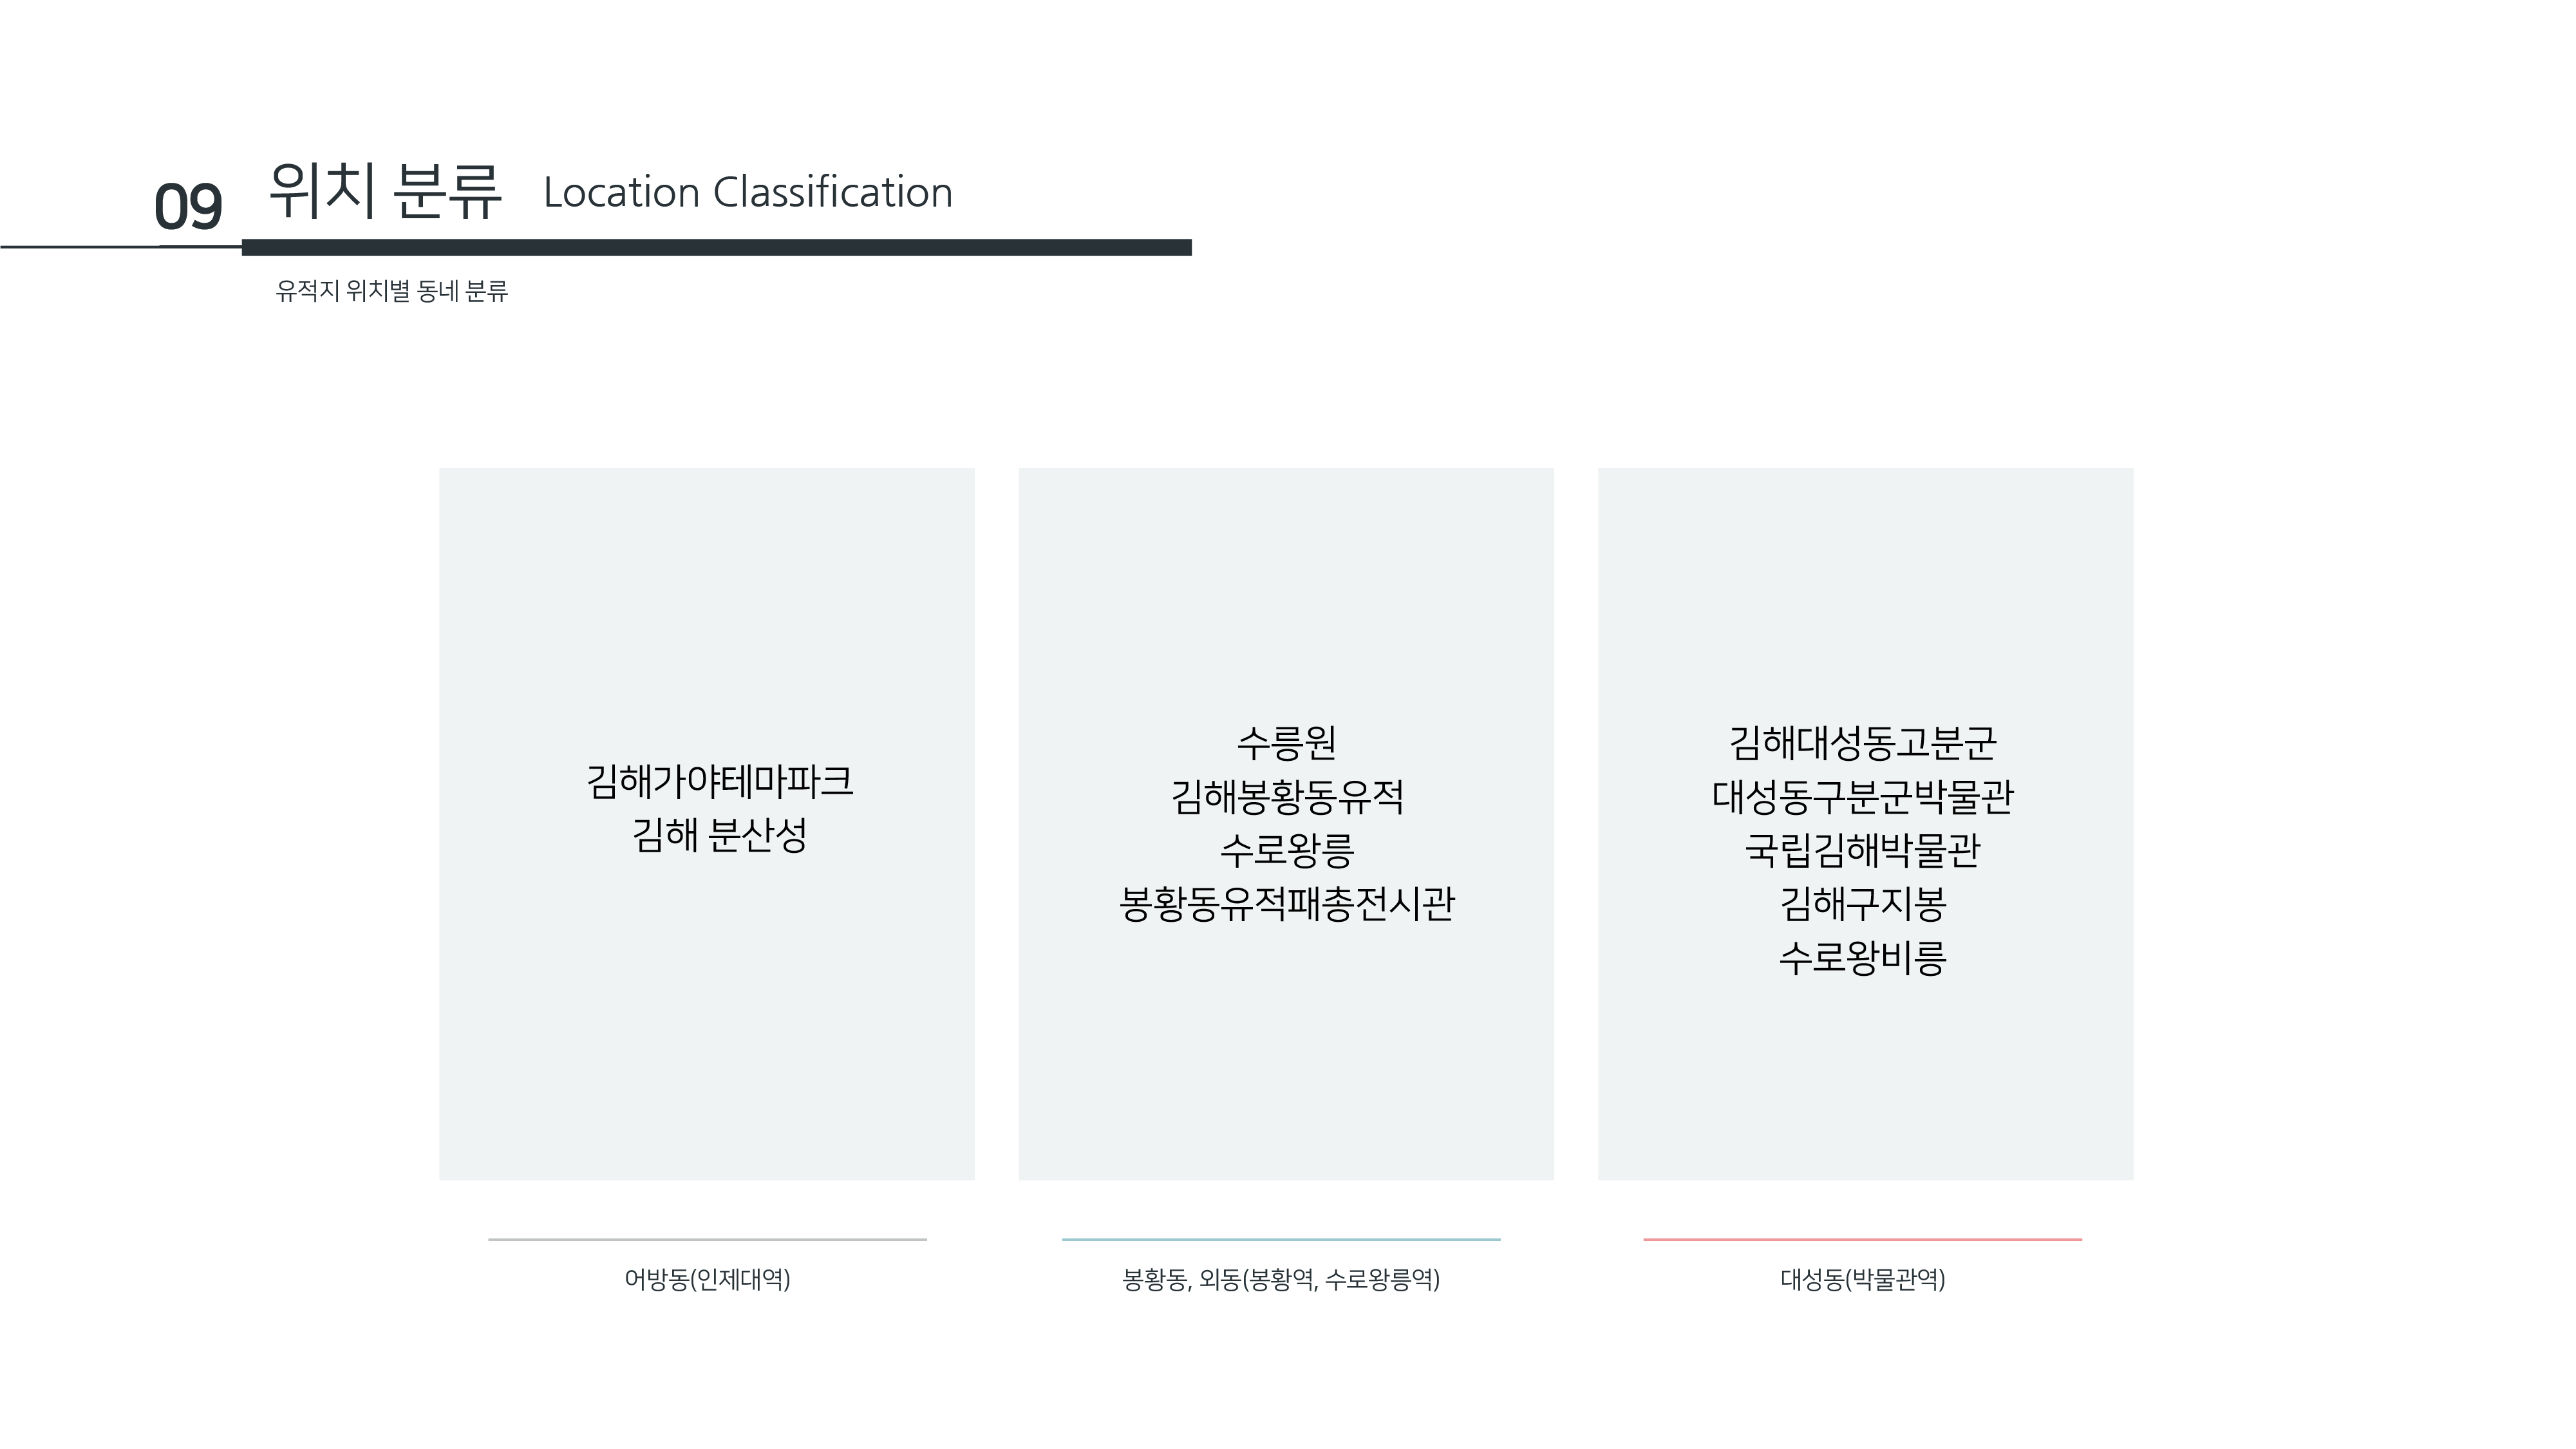 09
위치 분류 Location Classification
유적지 위치별 동네 분류
김해가야테마파크
김해 분산성
어방동(인제대역)
수릉원
김해봉황동유적
수로왕릉
봉황동유적패총전시관
봉황동, 외동(봉황역, 수로왕릉역)
김해대성동고분군
대성동구분군박물관
국립김해박물관
김해구지봉
수로왕비릉
대성동(박물관역)